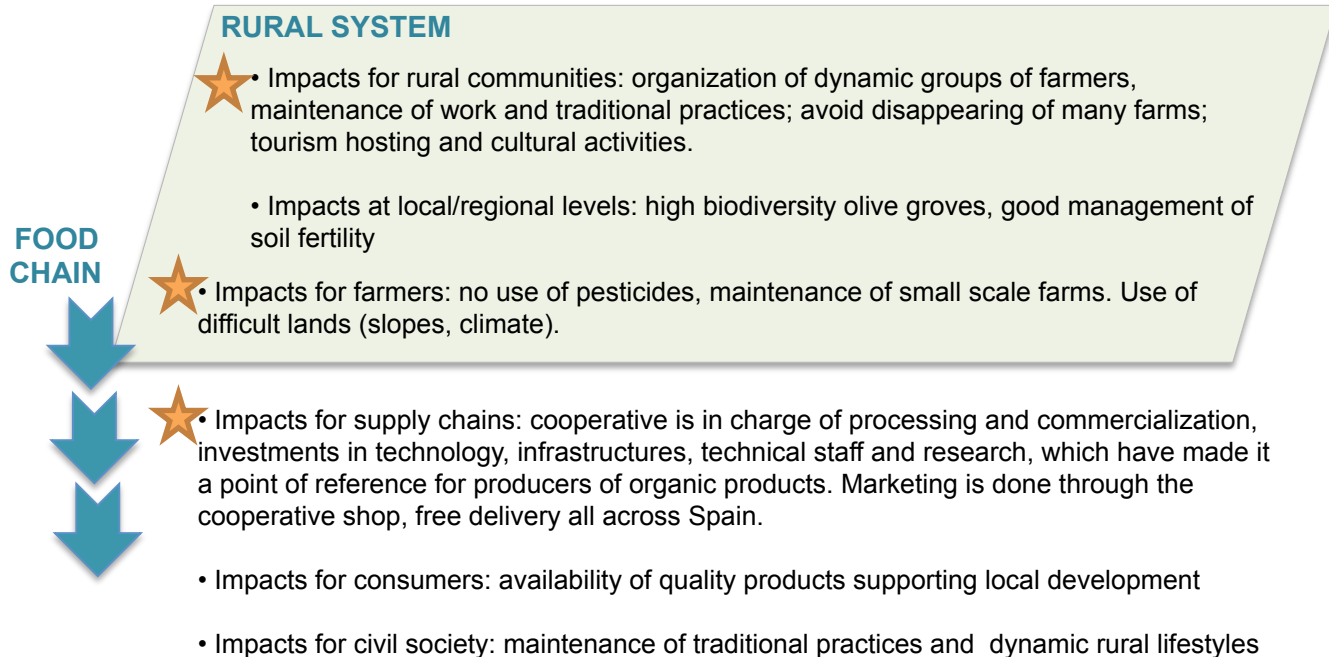 RURAL SYSTEM
• Impacts for rural communities: organization of dynamic groups of farmers,
maintenance of work and traditional practices; avoid disappearing of many farms;
tourism hosting and cultural activities.
• Impacts at local/regional levels: high biodiversity olive groves, good management of
soil fertility
FOOD
CHAIN
• Impacts for farmers: no use of pesticides, maintenance of small scale farms. Use of
difficult lands (slopes, climate).
• Impacts for supply chains: cooperative is in charge of processing and commercialization,
investments in technology, infrastructures, technical staff and research, which have made it
a point of reference for producers of organic products. Marketing is done through the
cooperative shop, free delivery all across Spain.
• Impacts for consumers: availability of quality products supporting local development
• Impacts for civil society: maintenance of traditional practices and  dynamic rural lifestyles